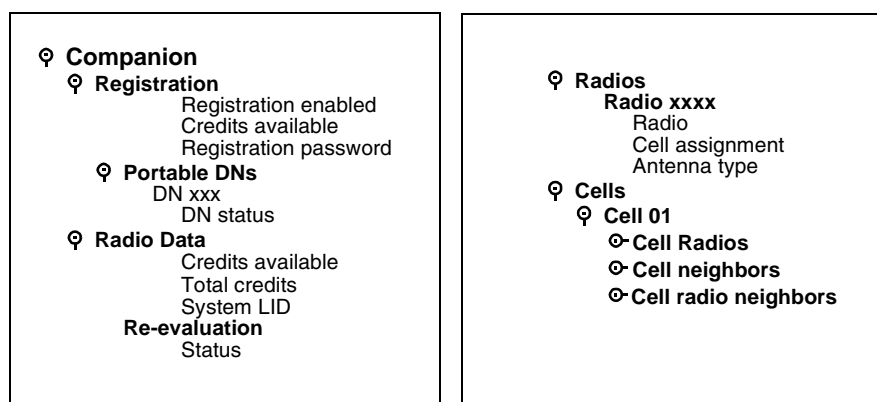 Companion
Registration
Registration enabled
Credits available
Registration password
Portable DNs
DN xxx
DN status
Radio Data
Credits available
Total credits
System LID
Re-evaluation
Status
Radios
Radio xxxx
Radio
Cell assignment
Antenna type
Cells
Cell 01
Cell Radios
Cell neighbors
Cell radio neighbors